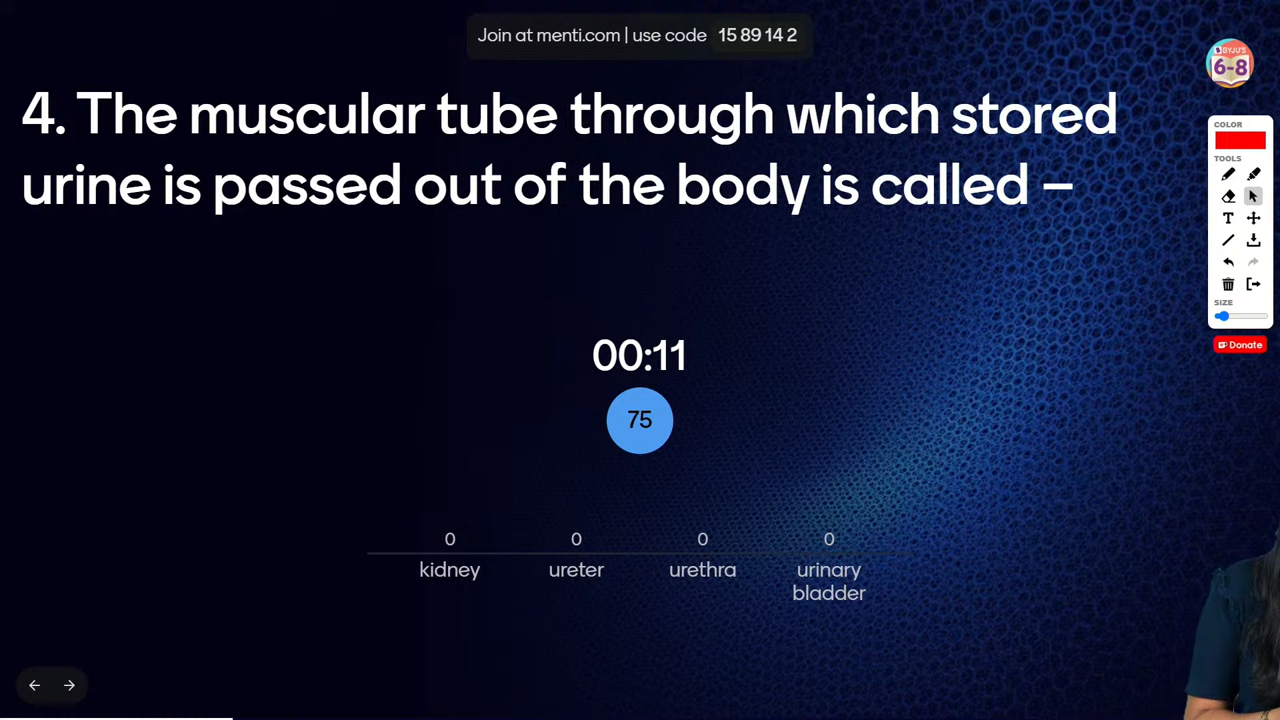 Join at menti.com | use code 15 89 14 2
BYJU'S
6-8
4. The muscular tube through which stored
urine is passed out of the body is called –
COLOR
TOOLS
T
SIZE
Donate
00:11
75
0 0 0 0
kidney ureter urethra urinary
bladder